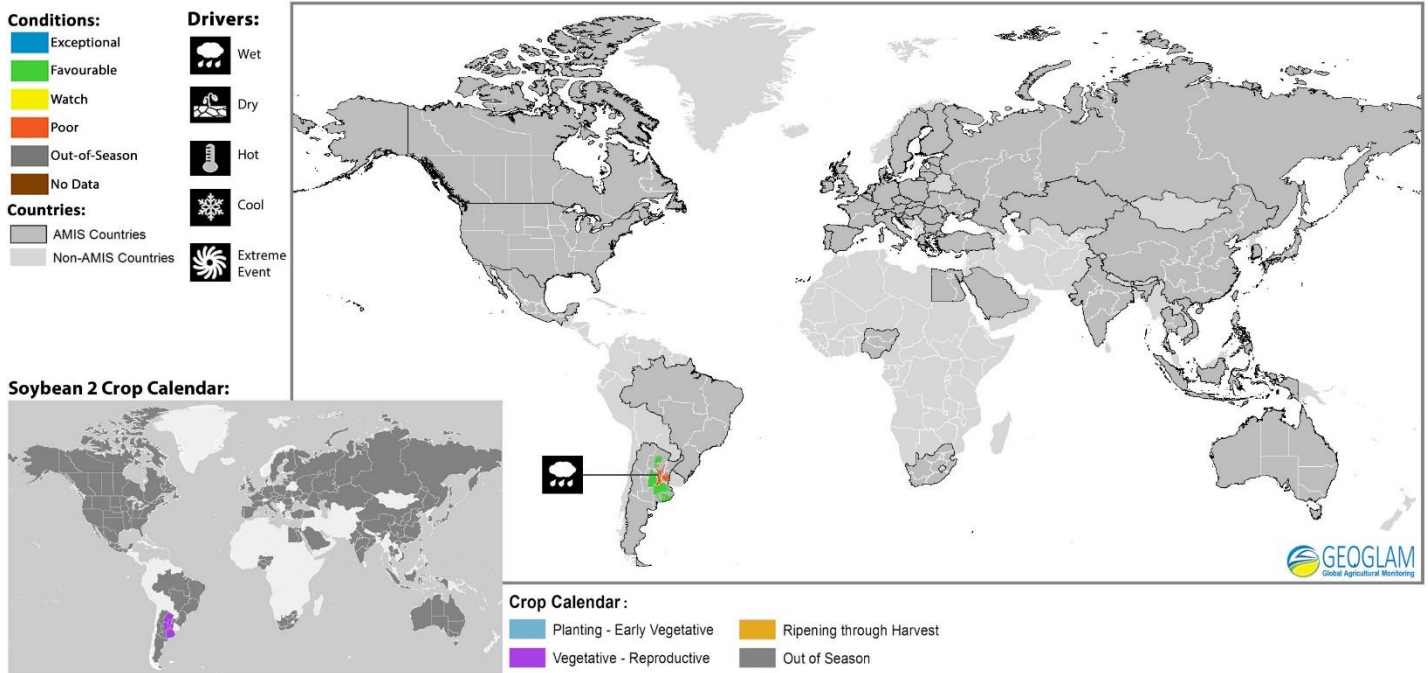 Conditions:
Exceptional
Favourable
Watch
Poor
Out-of-Season
No Data
Countries:
AMIS Countries
Non-AMIS Countries
Drivers:
Wet
Dry
Hot
Cool
Extreme
Event
Soybean 2 Crop Calendar:
GEOGLAM
Global Agricultural Monitoring
Crop Calendar :
Planting - Early Vegetative
Vegetative - Reproductive
Ripening through Harvest
Out of Season